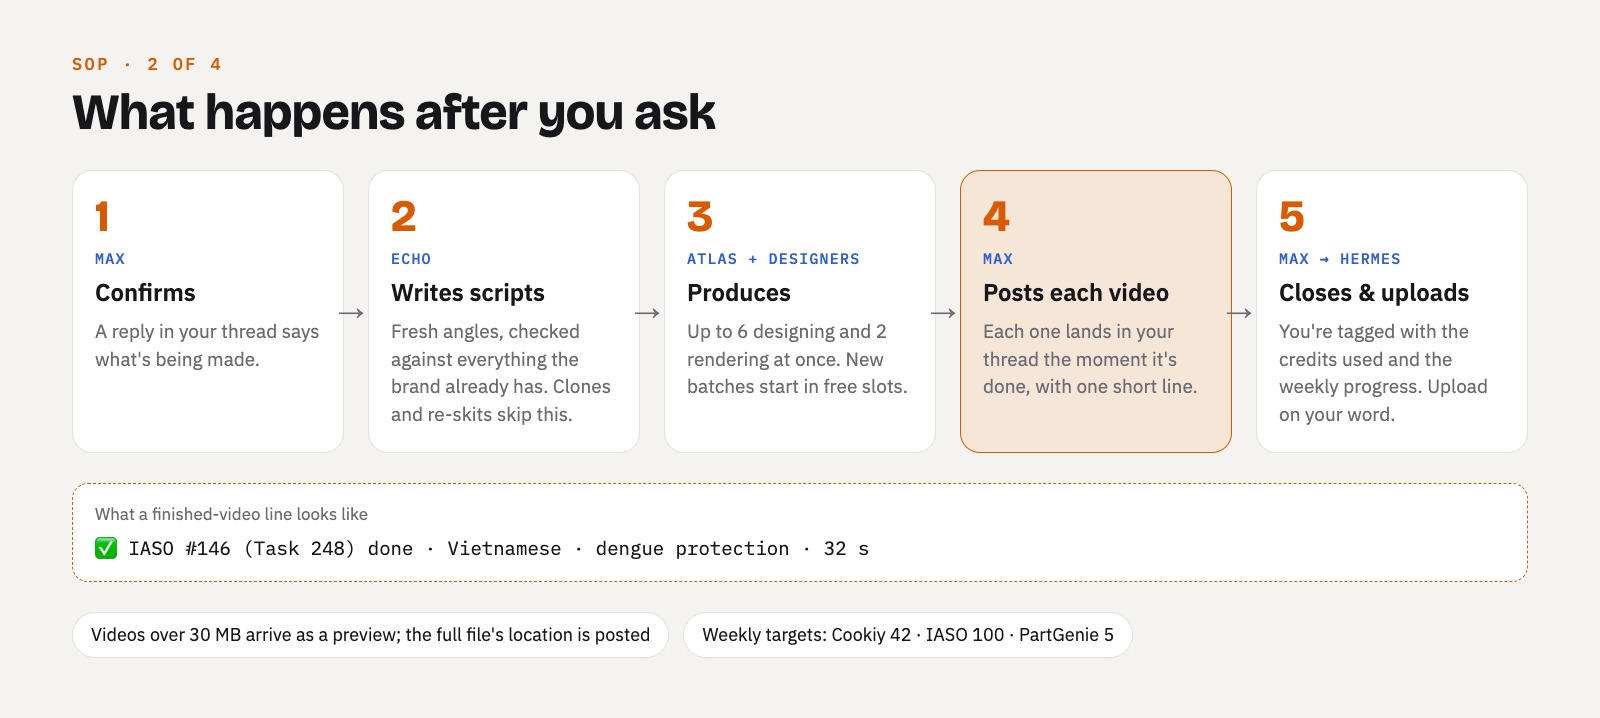 SOP · 2 OF 4
What happens after you ask
1
MAX
Confirms
A reply in your thread says
what's being made.
→
2
ECHO
Writes scripts
Fresh angles, checked
against everything the
brand already has. Clones
and re-skits skip this.
→
3
ATLAS + DESIGNERS
Produces
Up to 6 designing and 2
rendering at once. New
batches start in free slots.
→
4
MAX
Posts each video
Each one lands in your
thread the moment it's
done, with one short line.
→
5
MAX → HERMES
Closes & uploads
You're tagged with the
credits used and the
weekly progress. Upload
on your word.
What a finished-video line looks like
✅ IASO #146 (Task 248) done · Vietnamese · dengue protection · 32 s
Videos over 30 MB arrive as a preview; the full file's location is posted
Weekly targets: Cookiy 42 · IASO 100 · PartGenie 5